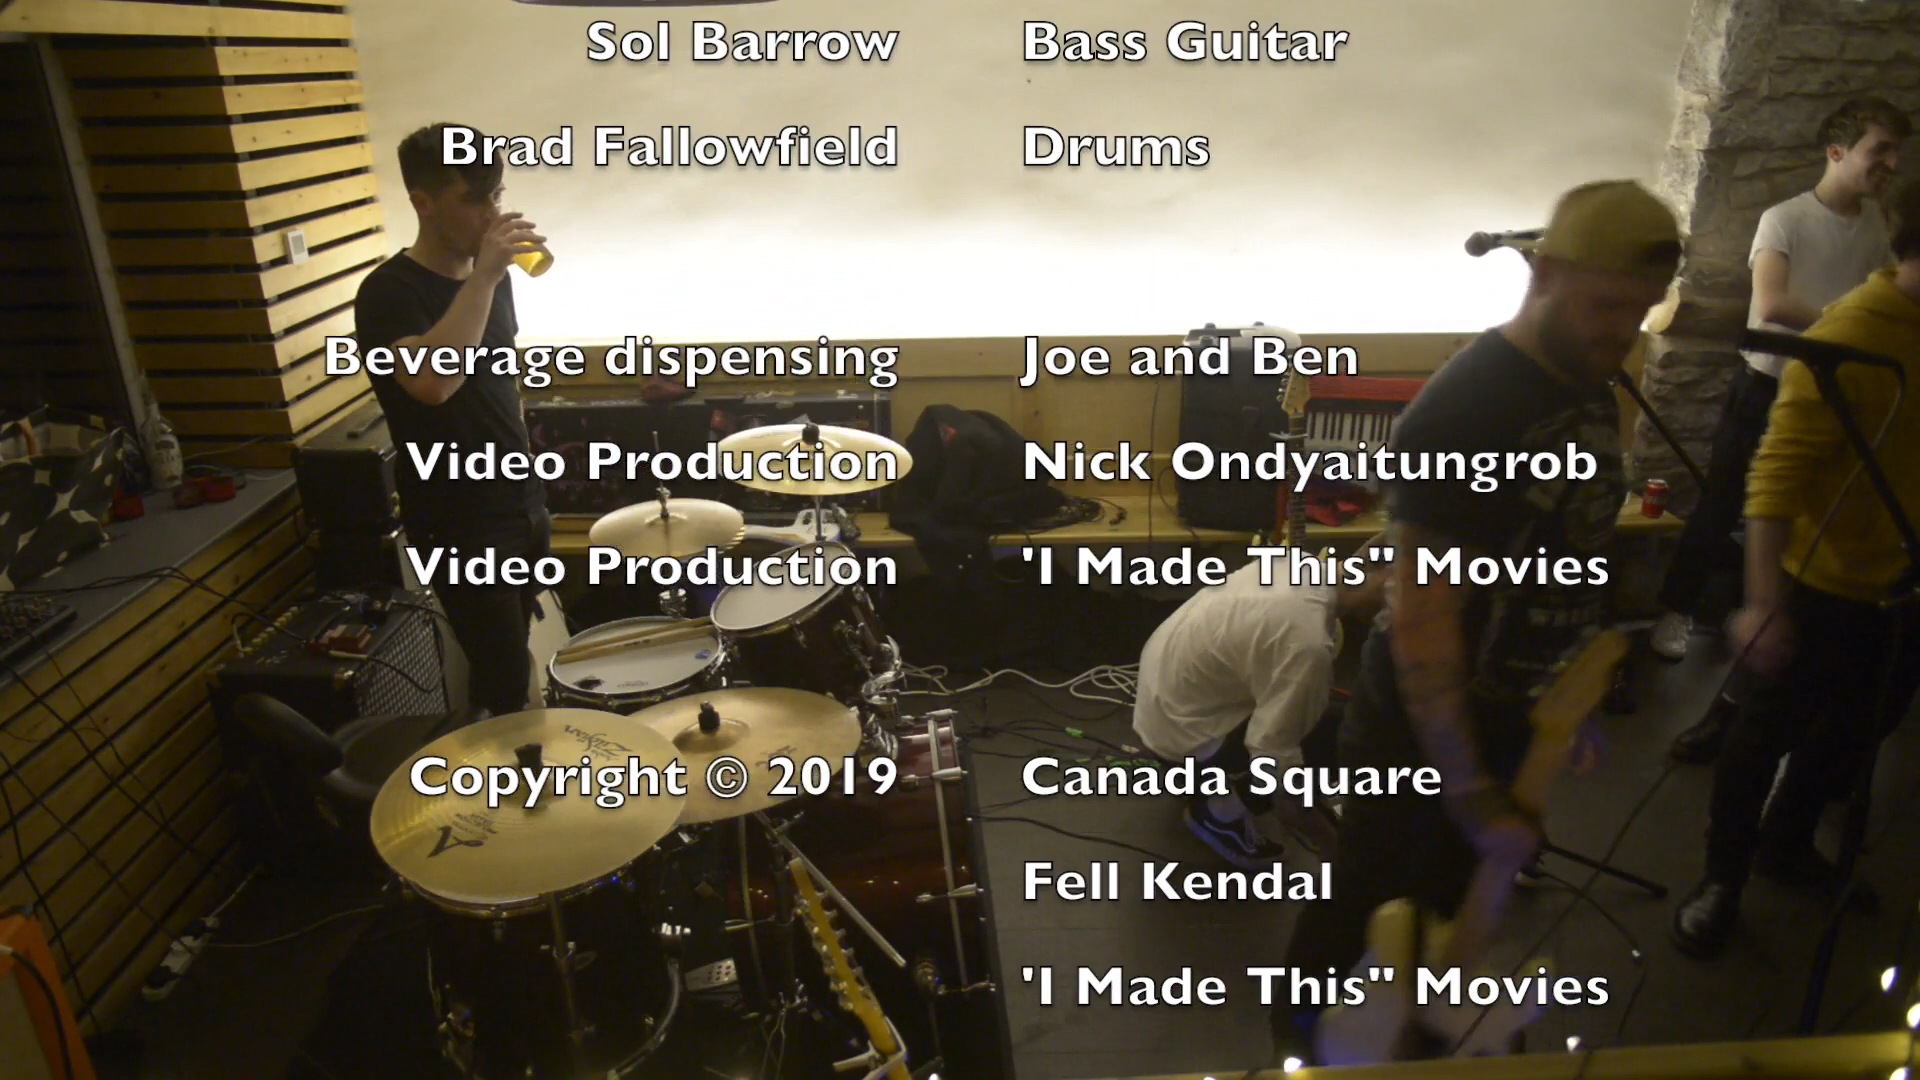 Sol Barrow Bass Guitar
Brad Fallowfield Drums
Beverage dispensing Joe and Ben
Video Production Nick Ondyaitungrob
Video Production 'I Made This" Movies
Copyright © 2019 Canada Square
Fell Kendal
'I Made This" Movies
Zildjian
A